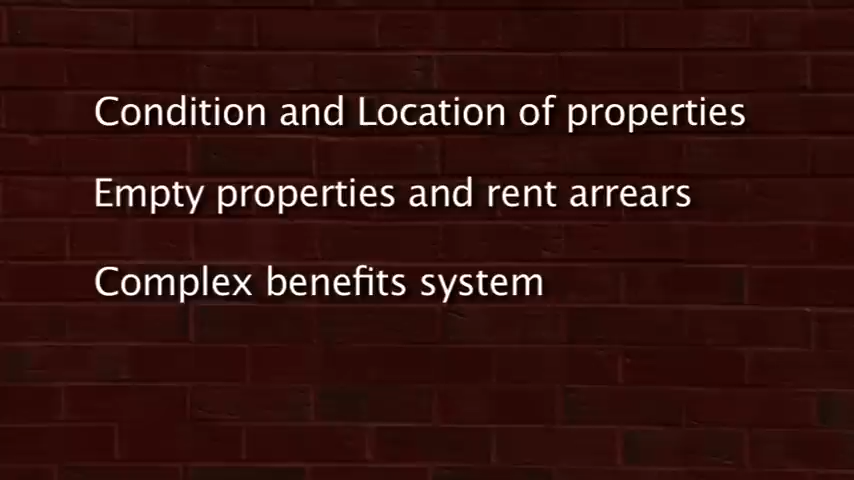 Condition and Location of properties
Empty properties and rent arrears
Complex benefits system